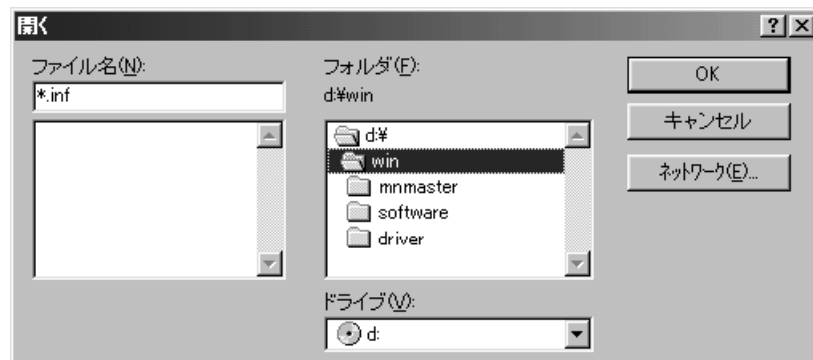 開く
ファイル名(N):
*.inf
フォルダ(F):
d:¥win
d:¥
win
mnmaster
software
driver
ドライブ(V):
d:
OK
キャンセル
ネットワーク(E)...